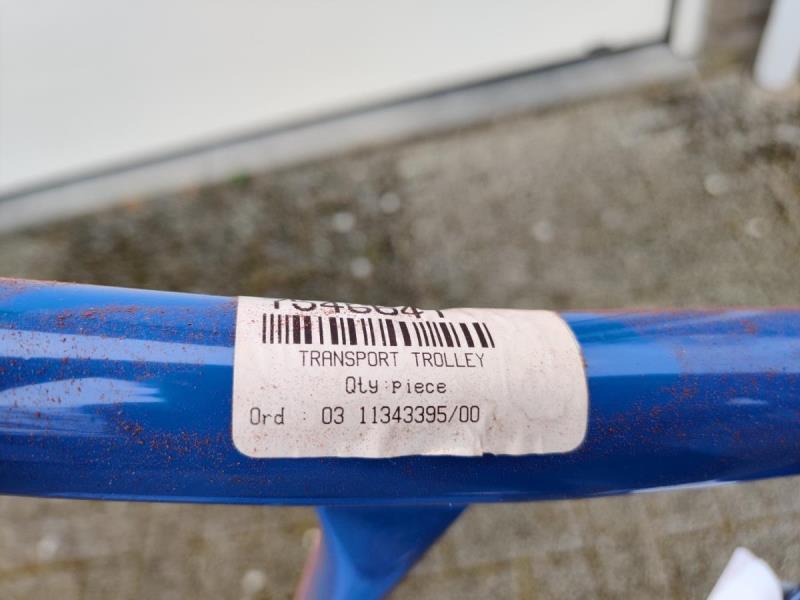 TRANSPORT TROLLEY
Qty:piece
Ord : 03 11343395/00